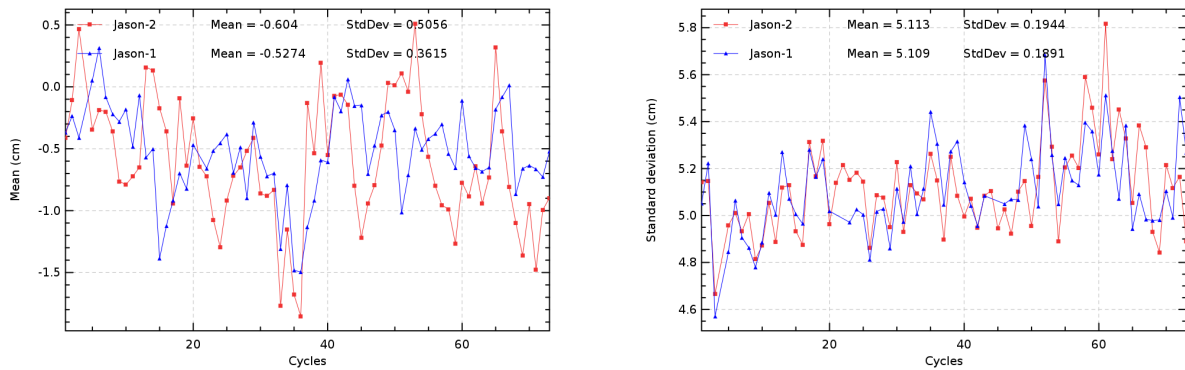 0.5
0.0
-0.5
-1.0
-1.5
Mean (cm)
Jason-2 Mean = -0.604 StdDev = 0.5056
Jason-1 Mean = -0.5274 StdDev = 0.3615
20 40 60
Cycles
5.8
5.6
5.4
5.2
5.0
4.8
4.6
Standard deviation (cm)
Jason-2 Mean = 5.113 StdDev = 0.1944
Jason-1 Mean = 5.109 StdDev = 0.1891
20 40 60
Cycles